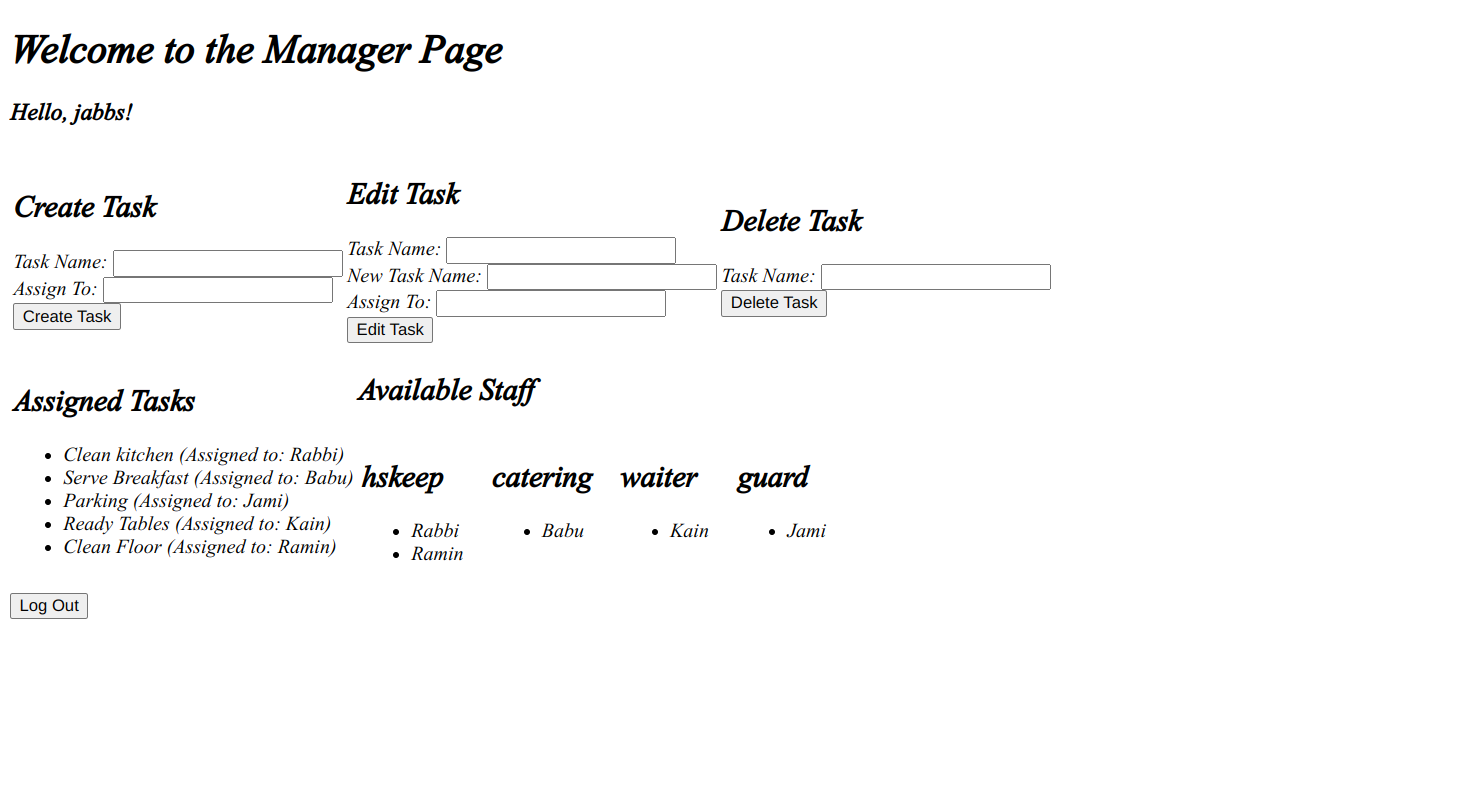 Welcome to the Manager Page
Hello, jabbs!
Create Task
Task Name:
Assign To:
Create Task
Edit Task
Task Name:
New Task Name:
Assign To:
Edit Task
Delete Task
Task Name:
Delete Task
Assigned Tasks
Clean kitchen (Assigned to: Rabbi)
Serve Breakfast (Assigned to: Babu)
Parking (Assigned to: Jami)
Ready Tables (Assigned to: Kain)
Clean Floor (Assigned to: Ramin)
Available Staff
hskeep
Rabbi
Ramin
catering
Babu
waiter
Kain
guard
Jami
Log Out